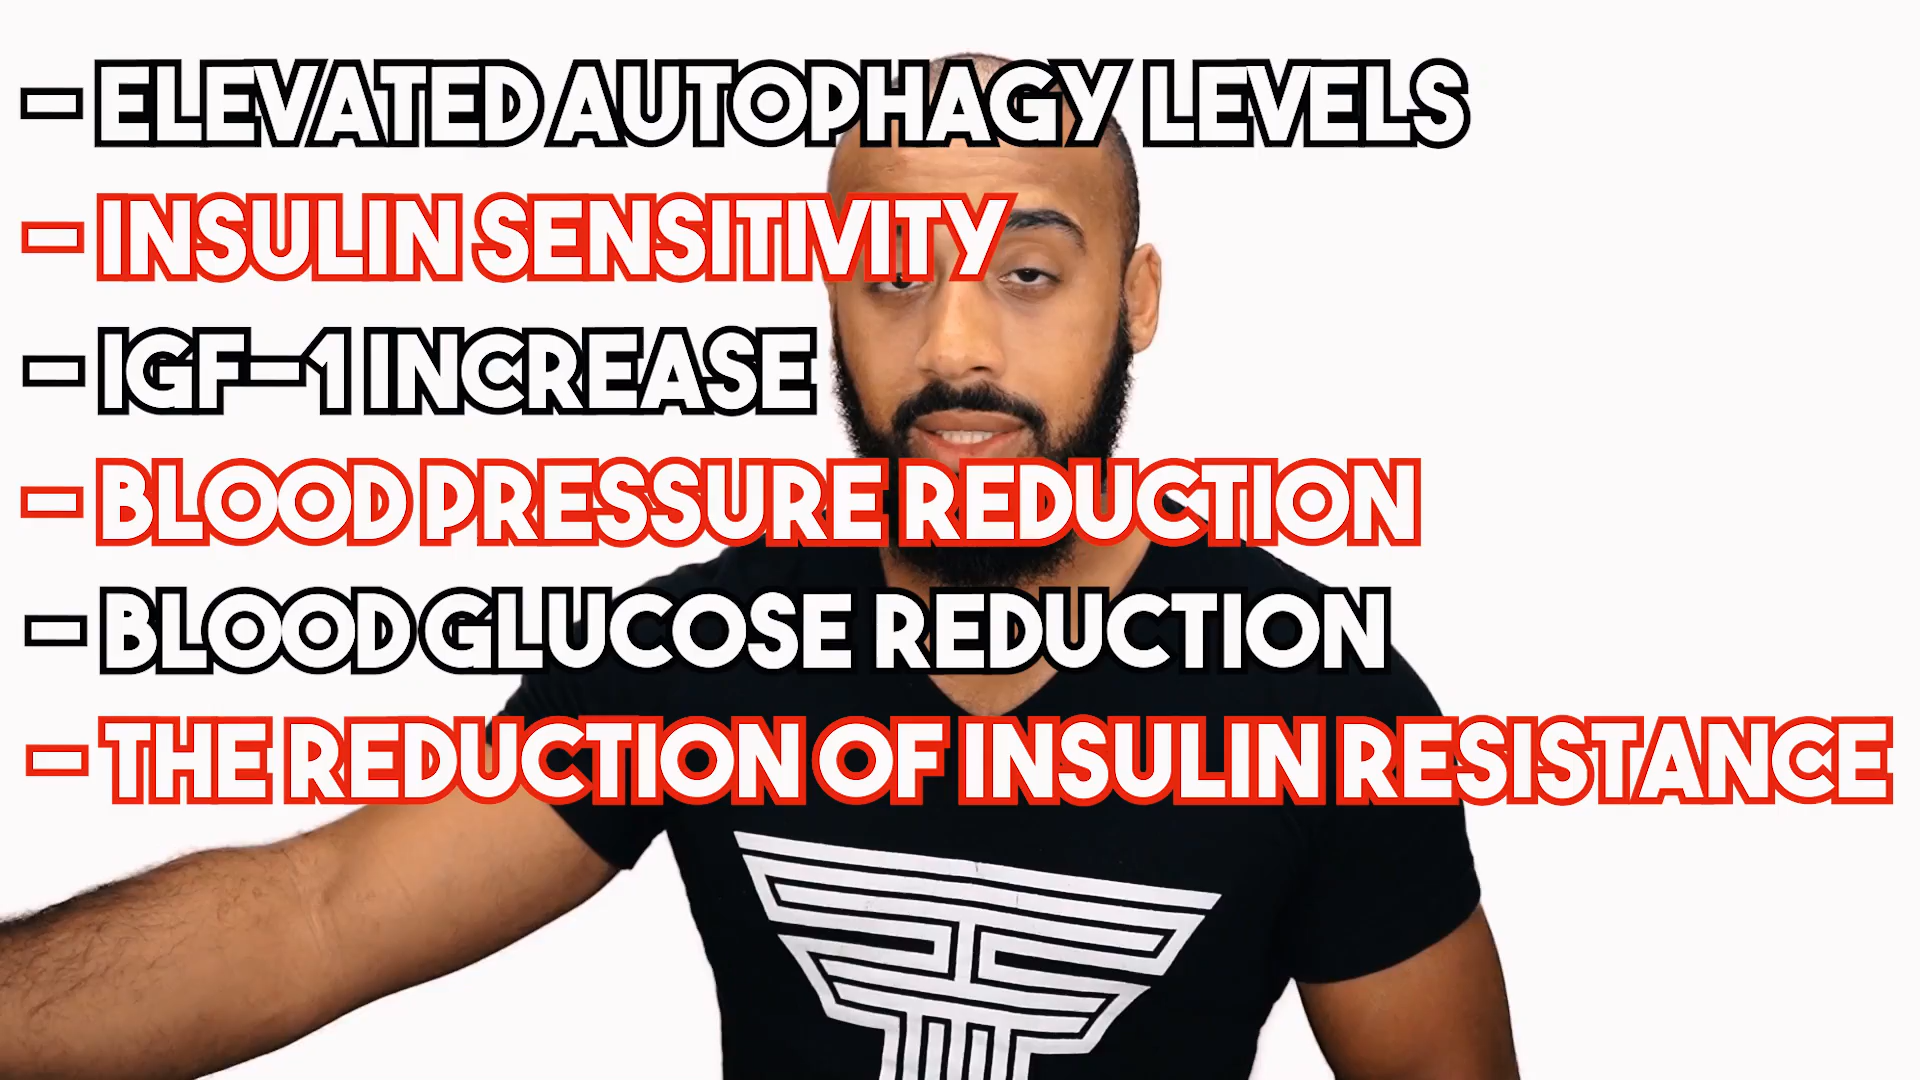 - ELEVATED AUTOPHAGY LEVELS
- INSULIN SENSITIVITY
- IGF-1 INCREASE
- BLOOD PRESSURE REDUCTION
- BLOOD GLUCOSE REDUCTION
- THE REDUCTION OF INSULIN RESISTANCE